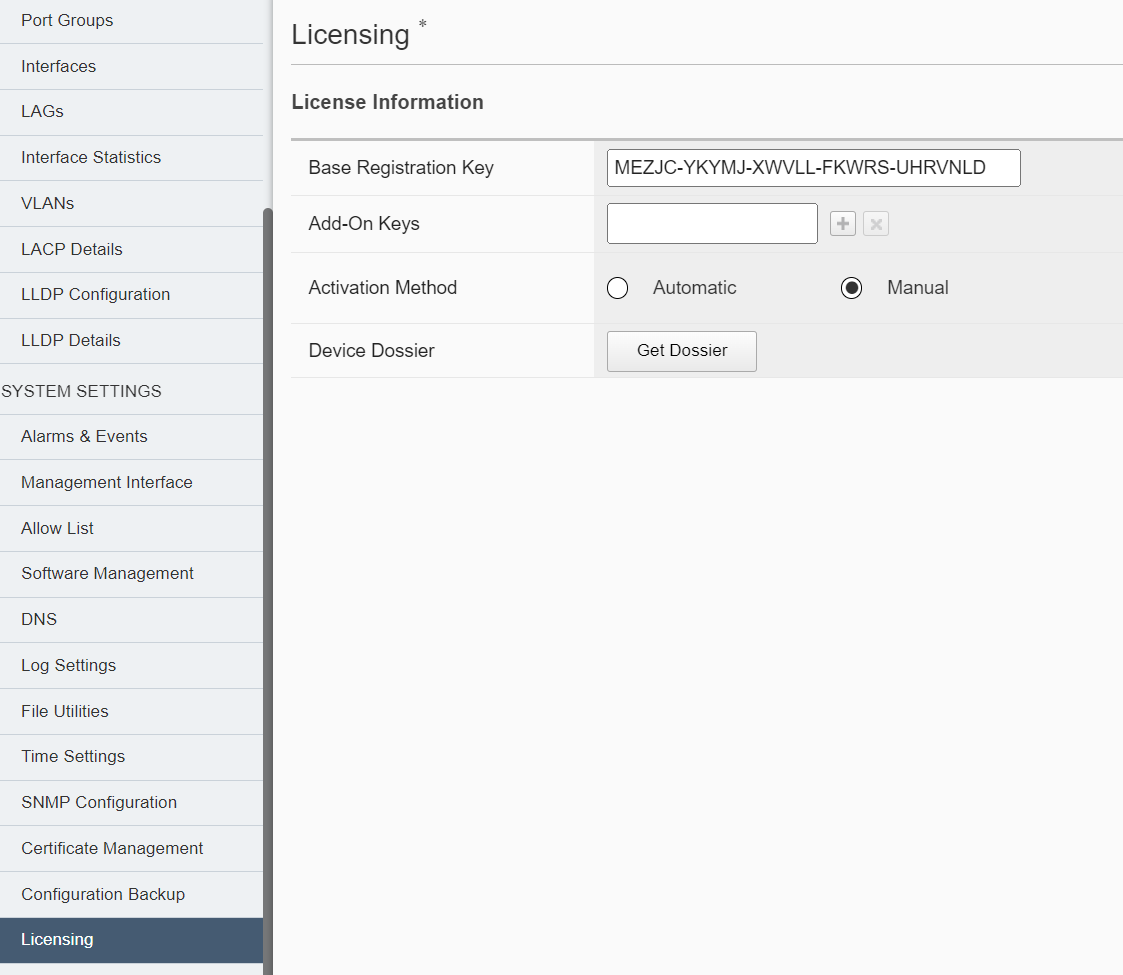 Port Groups
Interfaces
LAGs
Interface Statistics
VLANs
LACP Details
LLDP Configuration
LLDP Details
SYSTEM SETTINGS
Alarms & Events
Management Interface
Allow List
Software Management
DNS
Log Settings
File Utilities
Time Settings
SNMP Configuration
Certificate Management
Configuration Backup
Licensing
Licensing *
License Information
Base Registration Key MEZJC-YKYMJ-XWVLL-FKWRS-UHRVNLD
Add-On Keys
Activation Method Automatic Manual
Device Dossier Get Dossier